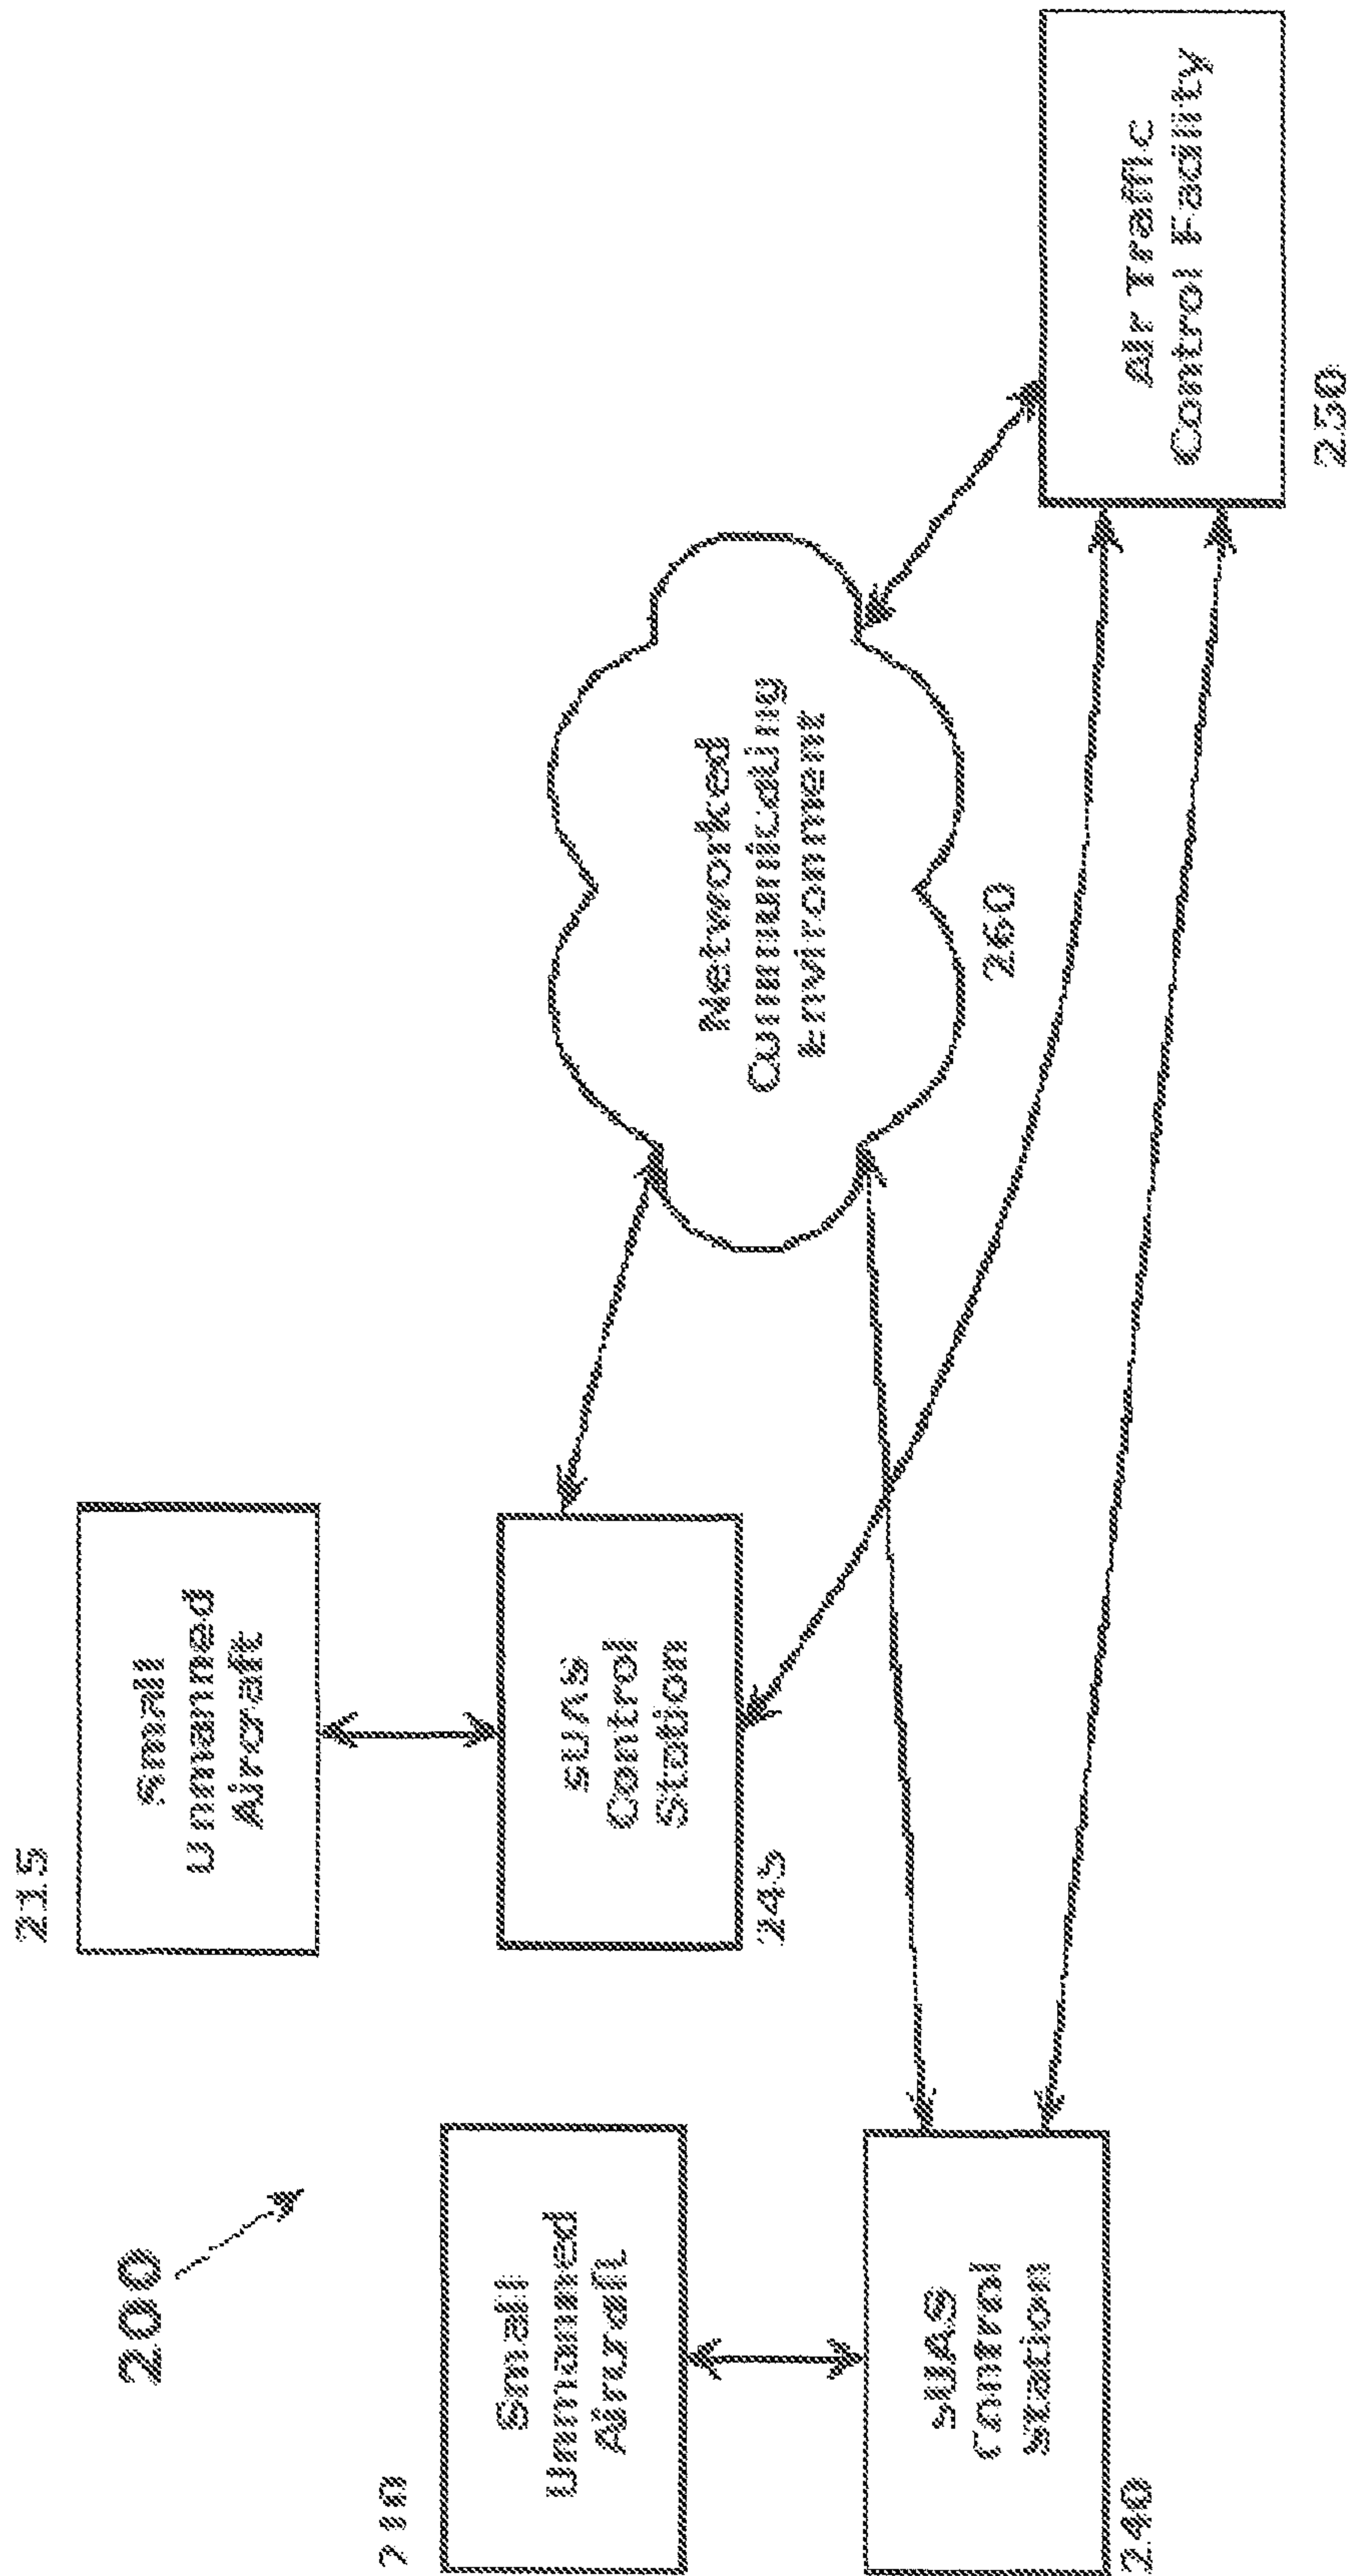 200
215
Small
Unmanned
Aircraft
210
Small
Unmanned
Aircraft
sUAS
Control
Station
245
sUAS
Control
Station
240
Networked
Communicating
Environment
260
Air Traffic
Control Facility
250